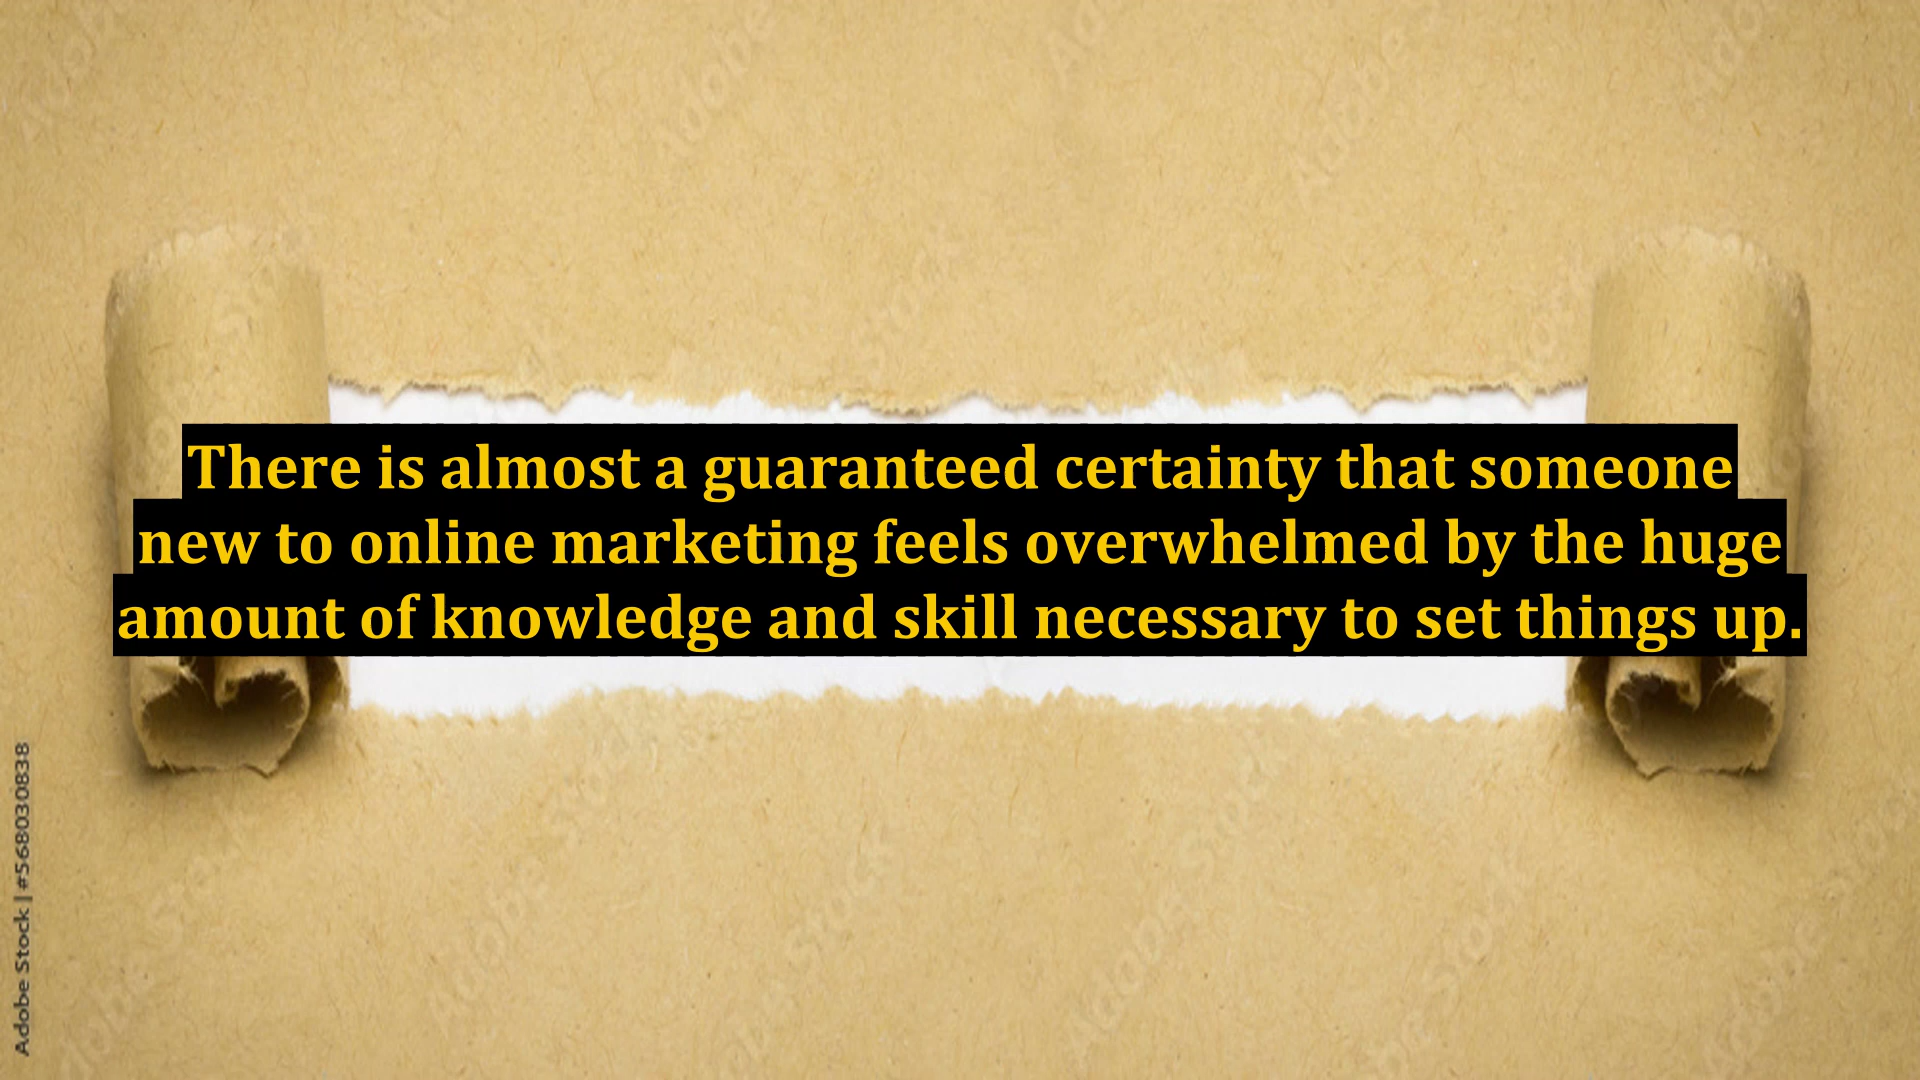 There is almost a guaranteed certainty that someone
new to online marketing feels overwhelmed by the huge
amount of knowledge and skill necessary to set things up.
Adobe Stock | #568030838